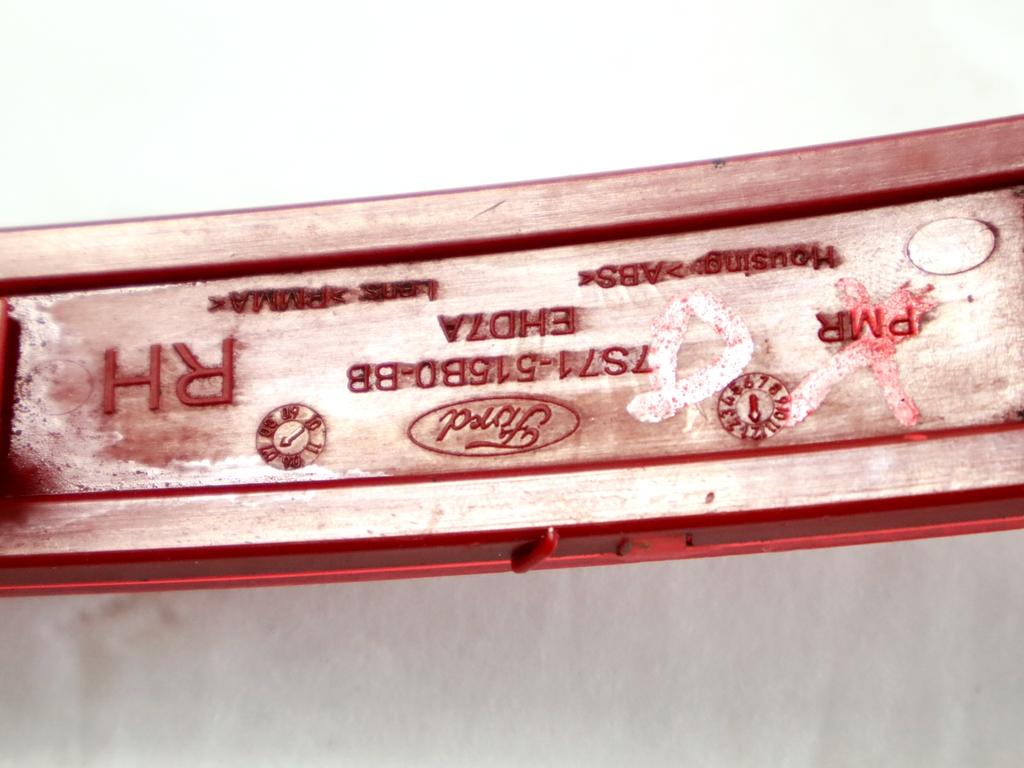 Ford
7S71-515B0-BB
EHD7A
RH
PMR
Lens: >PMMA<
Housing: >ABS<